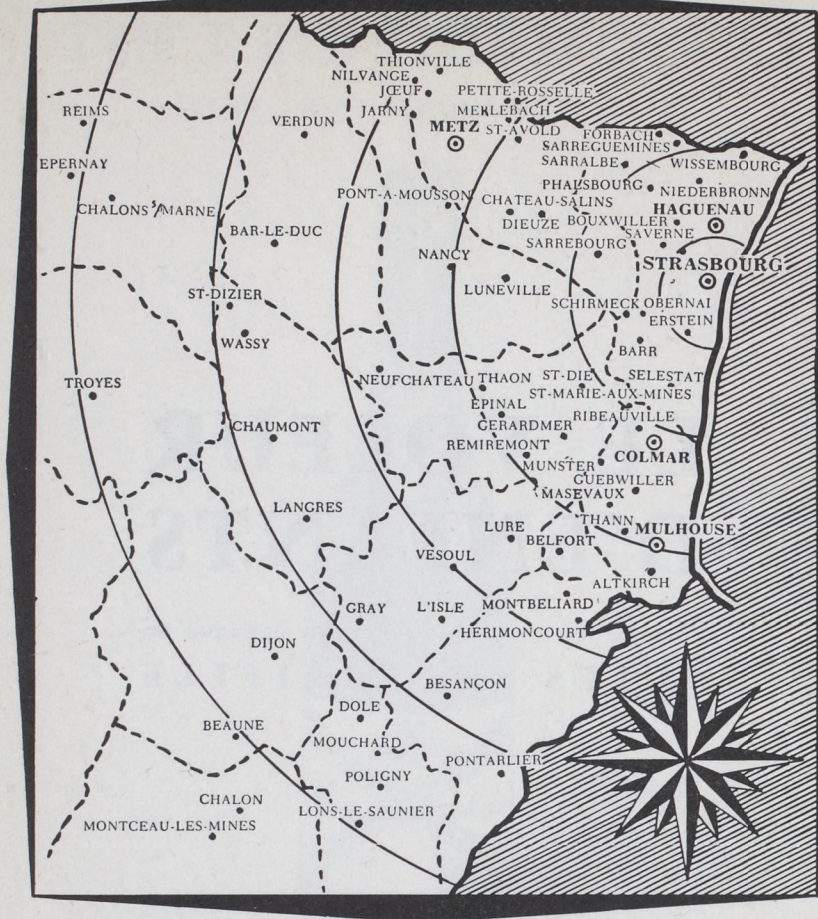 THIONVILLE
NILVANGE
JŒUF
PETITE-ROSSELLE
REIMS
JARNY
MERLEBACH
VERDUN
METZ
ST-AVOLD
FORBACH
SARREGUEMINES
EPERNAY
SARRALBE
WISSEMBOURG
PHALSBOURG
NIEDERBRONN
PONT-A-MOUSSON
CHATEAU-SALINS
CHALONS S/MARNE
HAGUENAU
DIEUZE
BOUXWILLER
BAR-LE-DUC
SAVERNE
SARREBOURG
NANCY
STRASBOURG
LUNEVILLE
ST-DIZIER
SCHIRMECK
OBERNAI
ERSTEIN
WASSY
BARR
TROYES
NEUFCHATEAU
THAON
ST-DIE
SELESTAT
ST-MARIE-AUX-MINES
EPINAL
RIBEAUVILLE
CHAUMONT
GERARDMER
REMIREMONT
COLMAR
MUNSTER
GUEBWILLER
MASEVAUX
LANGRES
THANN
LURE
MULHOUSE
BELFORT
VESOUL
ALTKIRCH
GRAY
L'ISLE
MONTBELIARD
HERIMONCOURT
DIJON
BESANÇON
DOLE
BEAUNE
MOUCHARD
PONTARLIER
POLIGNY
CHALON
LONS-LE-SAUNIER
MONTCEAU-LES-MINES